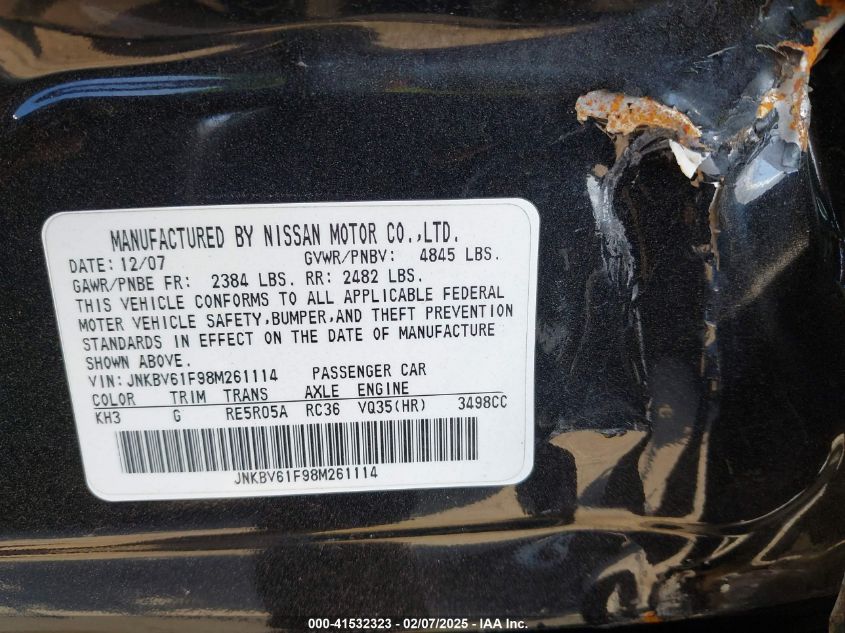 MANUFACTURED BY NISSAN MOTOR CO.,LTD.
DATE: 12/07 GVWR/PNBV: 4845 LBS.
GAWR/PNBE FR: 2384 LBS. RR: 2482 LBS.
THIS VEHICLE CONFORMS TO ALL APPLICABLE FEDERAL
MOTER VEHICLE SAFETY,BUMPER,AND THEFT PREVENTION
STANDARDS IN EFFECT ON THE DATE OF MANUFACTURE
SHOWN ABOVE.
VIN: JNKBV61F98M261114 PASSENGER CAR
COLOR TRIM TRANS AXLE ENGINE
KH3 G RE5R05A RC36 VQ35(HR) 3498CC
JNKBV61F98M261114
000-41532323 — 02/07/2025 - IAA Inc.